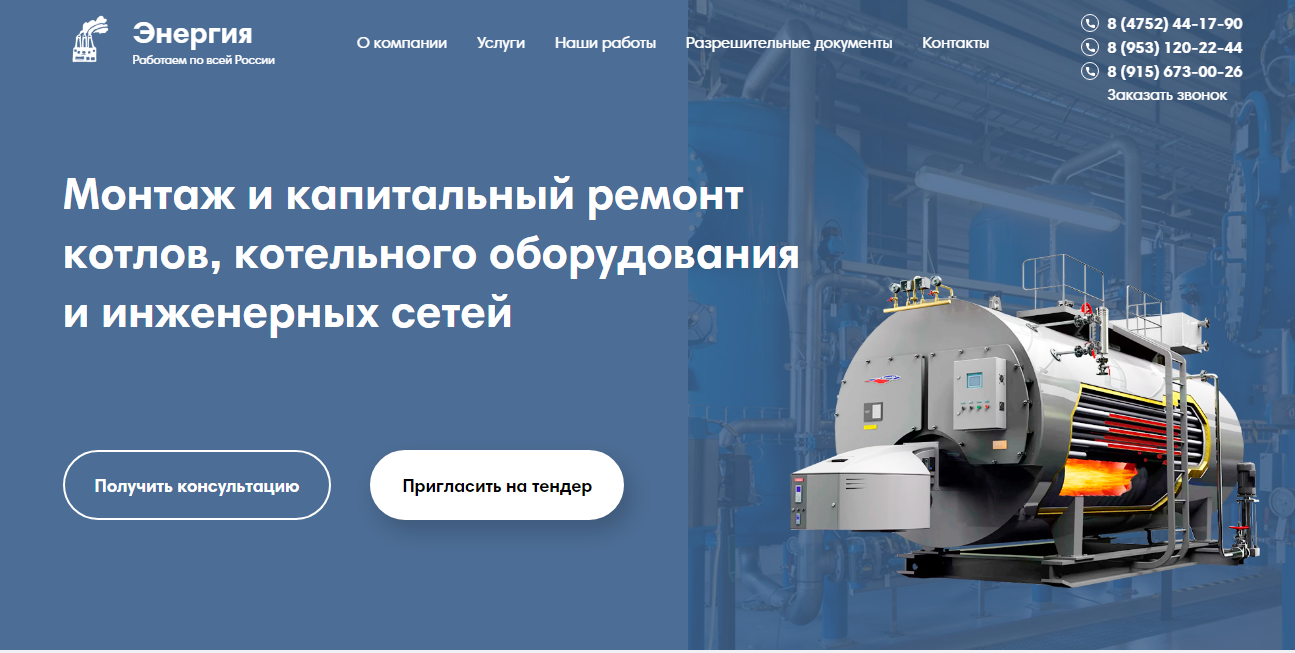 Энергия
Работаем по всей России
О компании
Услуги
Наши работы
Разрешительные документы
Контакты
8 (4752) 44-17-90
8 (953) 120-22-44
8 (915) 673-00-26
Заказать звонок
Монтаж и капитальный ремонт
котлов, котельного оборудования
и инженерных сетей
Получить консультацию
Пригласить на тендер